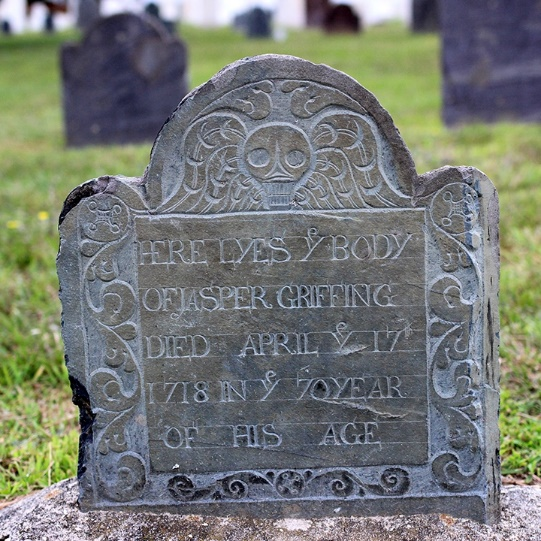 HERE LYES Yᵉ BODY
OF JASPER GRIFFING
DIED APRIL Yᵉ 17
1718 IN Yᵉ 70 YEAR
OF HIS AGE